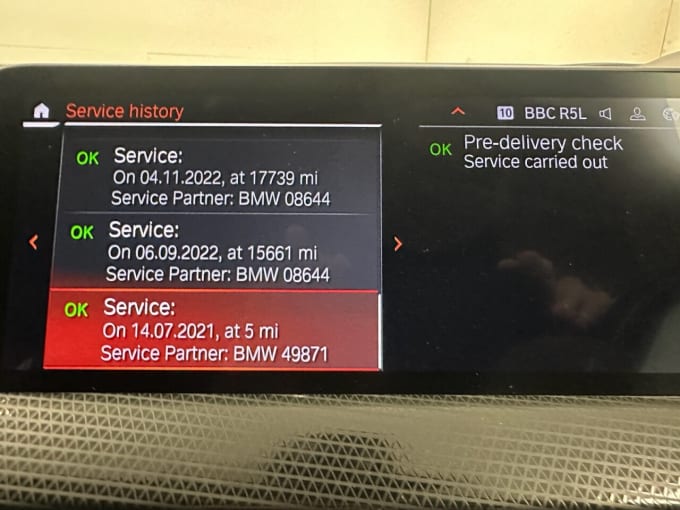 Service history
10 BBC R5L
OK Service:
On 04.11.2022, at 17739 mi
Service Partner: BMW 08644
OK Service:
On 06.09.2022, at 15661 mi
Service Partner: BMW 08644
OK Service:
On 14.07.2021, at 5 mi
Service Partner: BMW 49871
OK Pre-delivery check
Service carried out